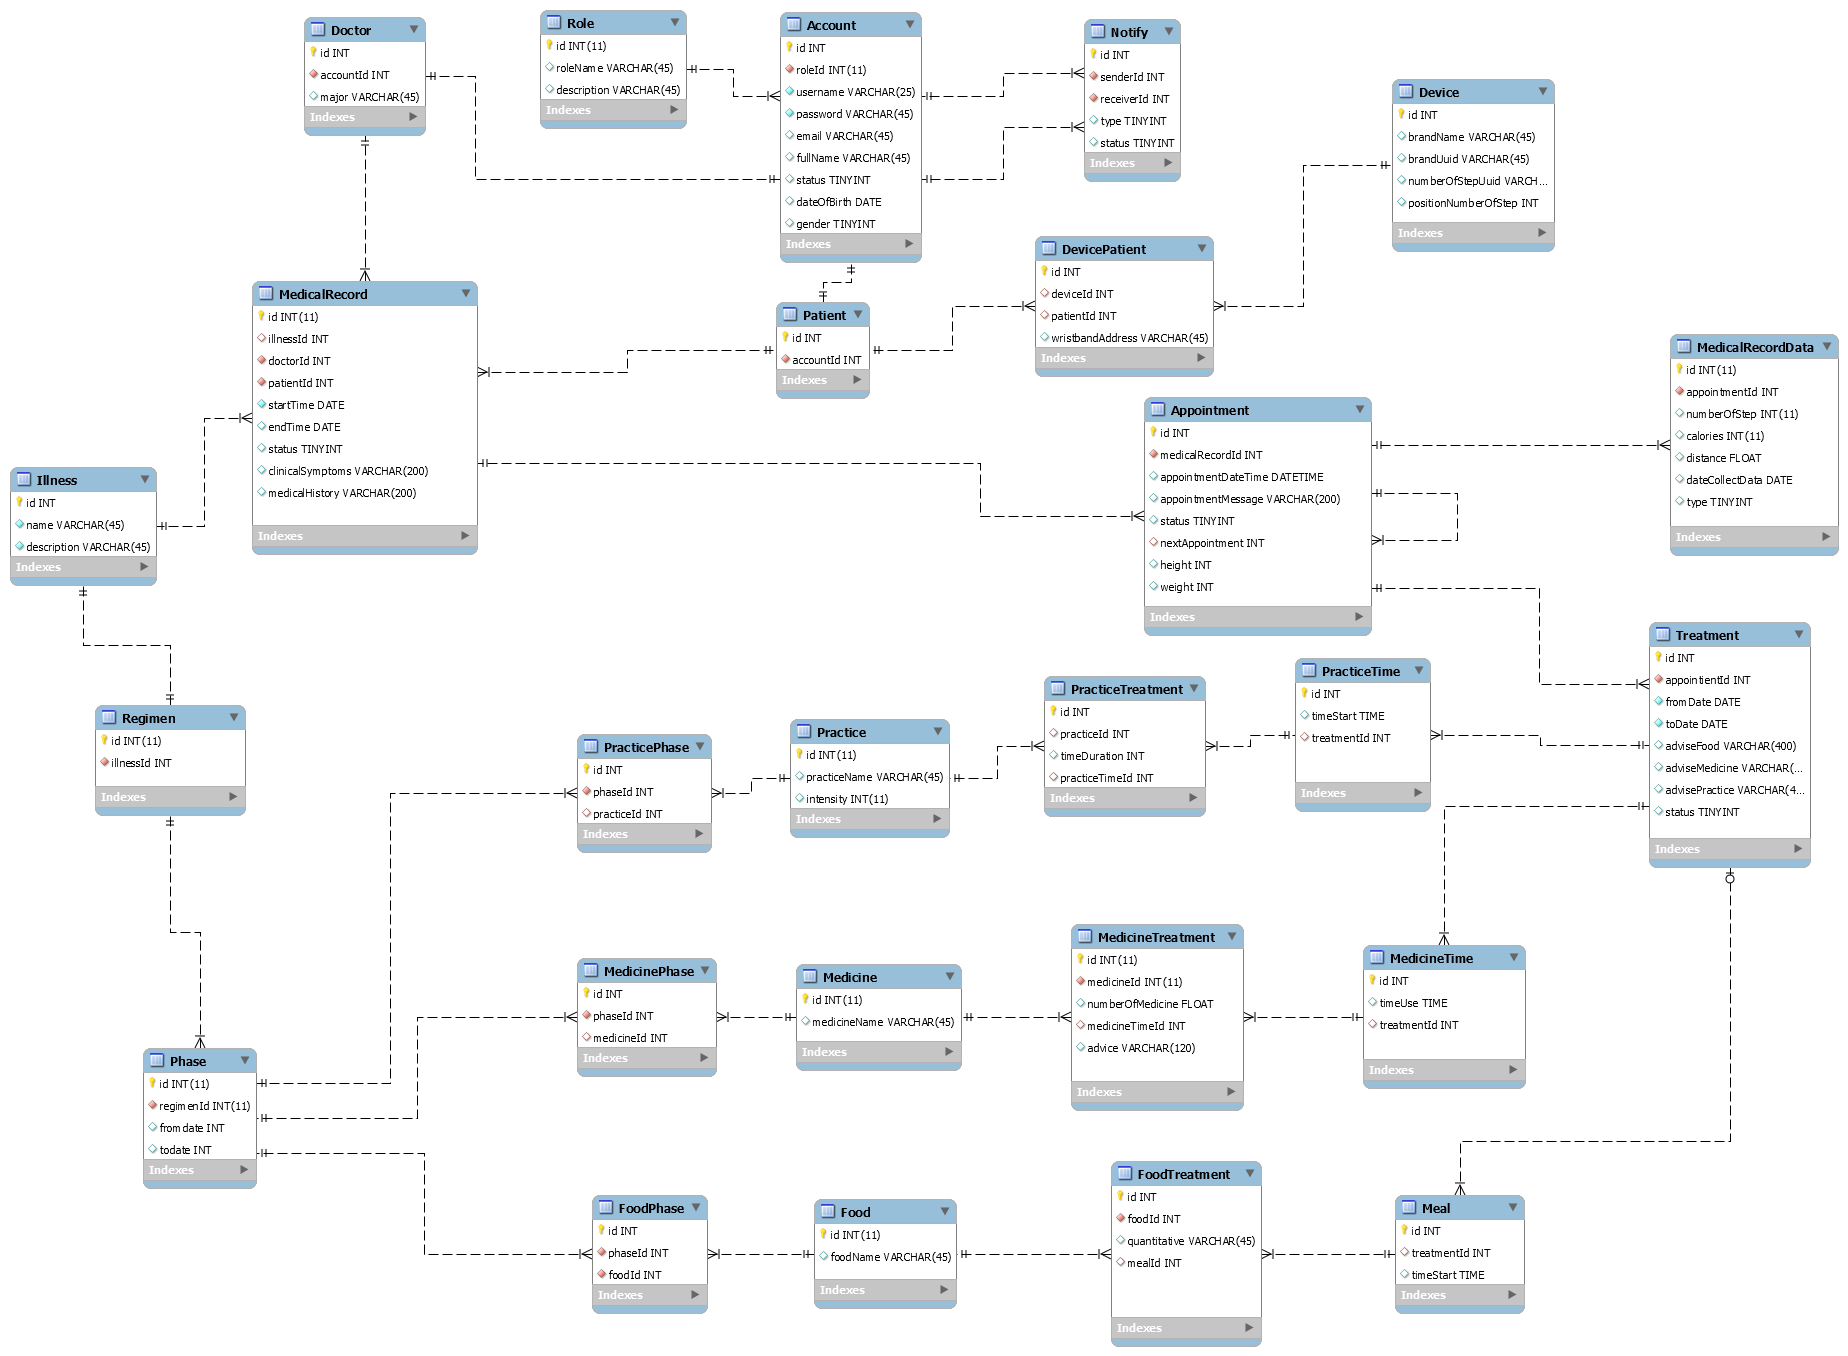 Doctor
id INT
accountId INT
major VARCHAR(45)
Indexes
Role
id INT(11)
roleName VARCHAR(45)
description VARCHAR(45)
Indexes
Account
id INT
roleId INT(11)
username VARCHAR(25)
password VARCHAR(45)
email VARCHAR(45)
fullName VARCHAR(45)
status TINYINT
dateOfBirth DATE
gender TINYINT
Indexes
Notify
id INT
senderId INT
receiverId INT
type TINYINT
status TINYINT
Indexes
Device
id INT
brandName VARCHAR(45)
brandUuid VARCHAR(45)
numberOfStepUuid VARCH...
positionNumberOfStep INT
Indexes
MedicalRecord
id INT(11)
illnessId INT
doctorId INT
patientId INT
startTime DATE
endTime DATE
status TINYINT
clinicalSymptoms VARCHAR(200)
medicalHistory VARCHAR(200)
Indexes
Patient
id INT
accountId INT
Indexes
DevicePatient
id INT
deviceId INT
patientId INT
wristbandAddress VARCHAR(45)
Indexes
MedicalRecordData
id INT(11)
appointmentId INT
numberOfStep INT(11)
calories INT(11)
distance FLOAT
dateCollectData DATE
type TINYINT
Indexes
Appointment
id INT
medicalRecordId INT
appointmentDateTime DATETIME
appointmentMessage VARCHAR(200)
status TINYINT
nextAppointment INT
height INT
weight INT
Indexes
Illness
id INT
name VARCHAR(45)
description VARCHAR(45)
Indexes
Treatment
id INT
appointientId INT
fromDate DATE
toDate DATE
adviseFood VARCHAR(400)
adviseMedicine VARCHAR(...
advisePractice VARCHAR(4...
status TINYINT
Indexes
Regimen
id INT(11)
illnessId INT
Indexes
PracticePhase
id INT
phaseId INT
practiceId INT
Indexes
Practice
id INT(11)
practiceName VARCHAR(45)
intensity INT(11)
Indexes
PracticeTreatment
id INT
practiceId INT
timeDuration INT
practiceTimeId INT
Indexes
PracticeTime
id INT
timeStart TIME
treatmentId INT
Indexes
MedicinePhase
id INT
phaseId INT
medicineId INT
Indexes
Medicine
id INT(11)
medicineName VARCHAR(45)
Indexes
MedicineTreatment
id INT(11)
medicineId INT(11)
numberOfMedicine FLOAT
medicineTimeId INT
advice VARCHAR(120)
Indexes
MedicineTime
id INT
timeUse TIME
treatmentId INT
Indexes
Phase
id INT(11)
regimenId INT(11)
fromdate INT
todate INT
Indexes
FoodPhase
id INT
phaseId INT
foodId INT
Indexes
Food
id INT(11)
foodName VARCHAR(45)
Indexes
FoodTreatment
id INT
foodId INT
quantitative VARCHAR(45)
mealId INT
Indexes
Meal
id INT
treatmentId INT
timeStart TIME
Indexes